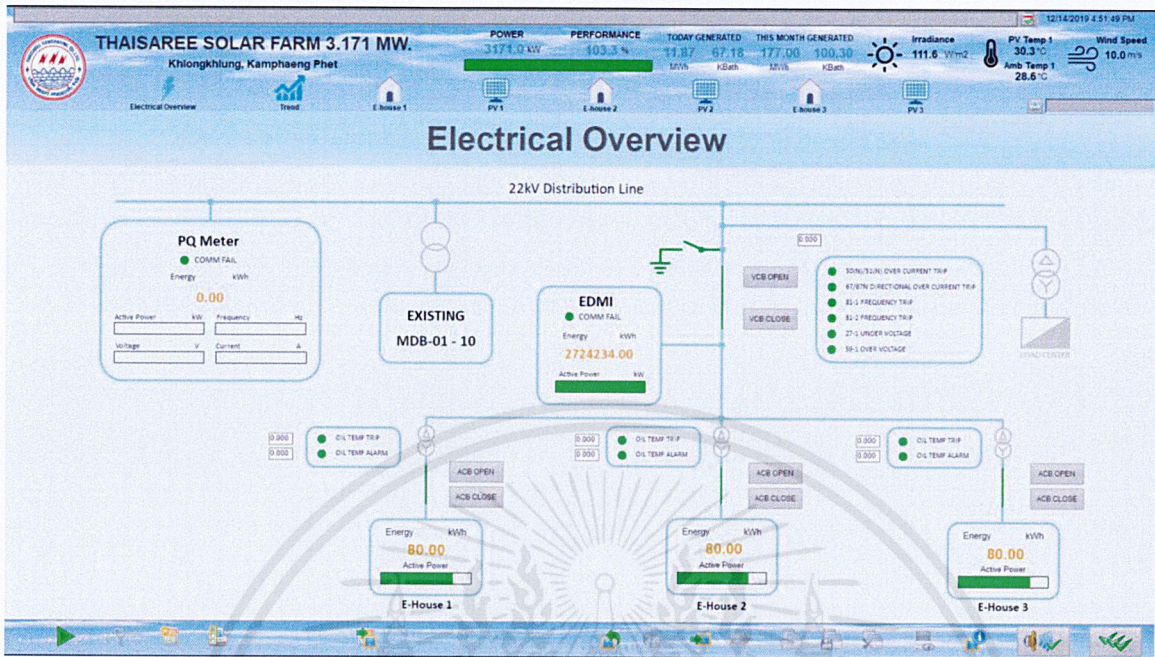 12/14/2019 4:51:49 PM
THAISAREE SOLAR FARM 3.171 MW.
Khlongkhlung, Kamphaeng Phet
POWER
3171.0 kW
PERFORMANCE
103.3 %
TODAY GENERATED
11.87 67.18
MWh KBath
THIS MONTH GENERATED
177.00 100.30
MWh KBath
Irradiance
111.6 W/m2
PV Temp 1
30.3°C
Amb Temp 1
28.6°C
Wind Speed
10.0 m/s
Electrical Overview
Trend
E-house 1
PV 1
E-house 2
PV 2
E-house 3
PV 3
Electrical Overview
22kV Distribution Line
PQ Meter
COMM FAIL
Energy kWh
0.00
Active Power kW Frequency Hz
Voltage V Current A
EXISTING
MDB-01 - 10
EDMI
COMM FAIL
Energy kWh
2724234.00
Active Power kW
VCB OPEN
VCB CLOSE
0.000
50(N)/51(N) OVER CURRENT TRIP
67/67N DIRECTIONAL OVER CURRENT TRIP
81-1 FREQUENCY TRIP
81-2 FREQUENCY TRIP
27-1 UNDER VOLTAGE
59-1 OVER VOLTAGE
LOAD CENTER
0.000 OIL TEMP TRIP
0.000 OIL TEMP ALARM
ACB OPEN
ACB CLOSE
0.000 OIL TEMP TRIP
0.000 OIL TEMP ALARM
ACB OPEN
ACB CLOSE
0.000 OIL TEMP TRIP
0.000 OIL TEMP ALARM
ACB OPEN
ACB CLOSE
Energy kWh
80.00
Active Power
E-House 1
Energy kWh
80.00
Active Power
E-House 2
Energy kWh
80.00
Active Power
E-House 3